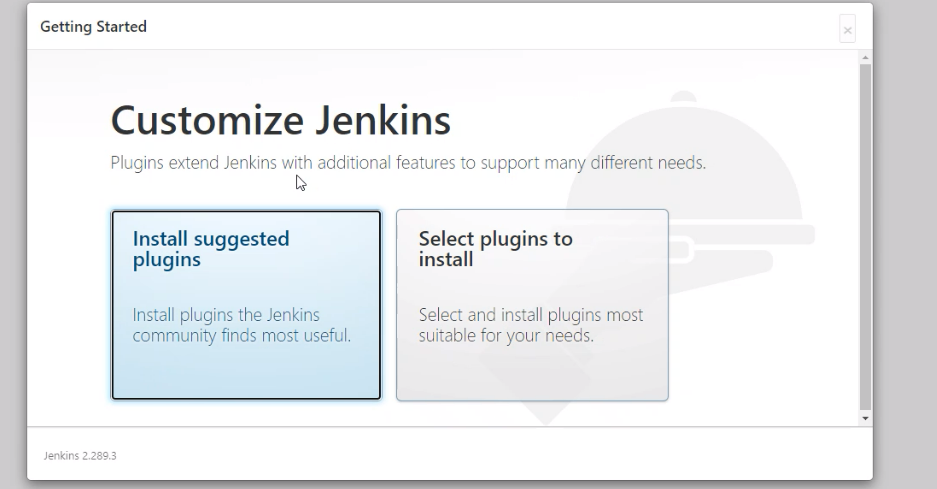 Getting Started
×
Customize Jenkins
Plugins extend Jenkins with additional features to support many different needs.
Install suggested
plugins
Install plugins the Jenkins
community finds most useful.
Select plugins to
install
Select and install plugins most
suitable for your needs.
Jenkins 2.289.3